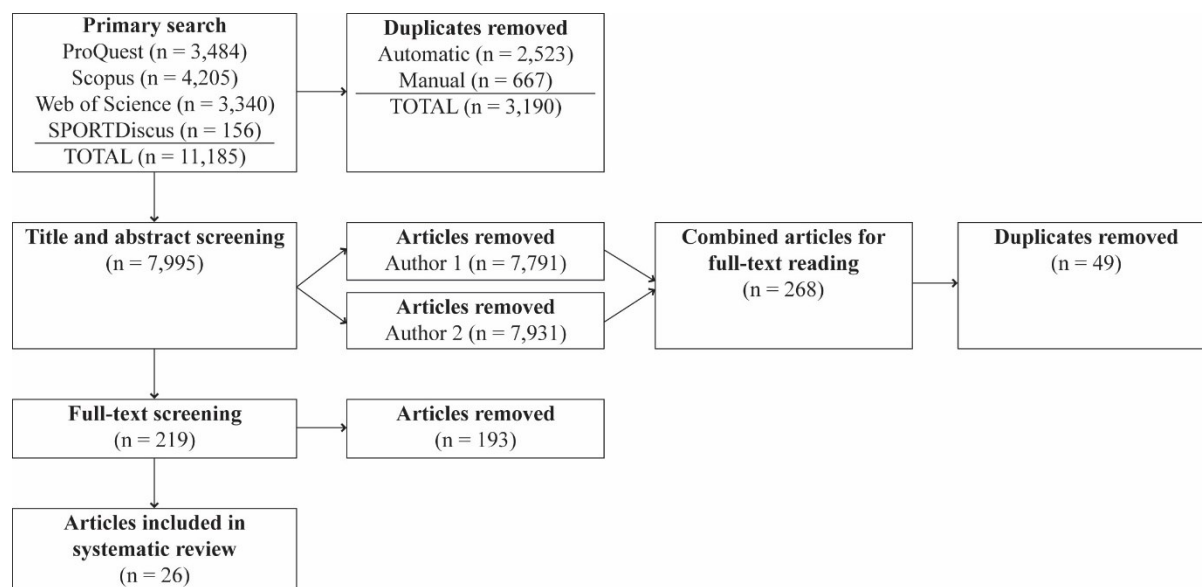 Primary search
ProQuest (n = 3,484)
Scopus (n = 4,205)
Web of Science (n = 3,340)
SPORTDiscus (n = 156)
TOTAL (n = 11,185)
Duplicates removed
Automatic (n = 2,523)
Manual (n = 667)
TOTAL (n = 3,190)
Title and abstract screening
(n = 7,995)
Articles removed
Author 1 (n = 7,791)
Articles removed
Author 2 (n = 7,931)
Combined articles for
full-text reading
(n = 268)
Duplicates removed
(n = 49)
Full-text screening
(n = 219)
Articles removed
(n = 193)
Articles included in
systematic review
(n = 26)